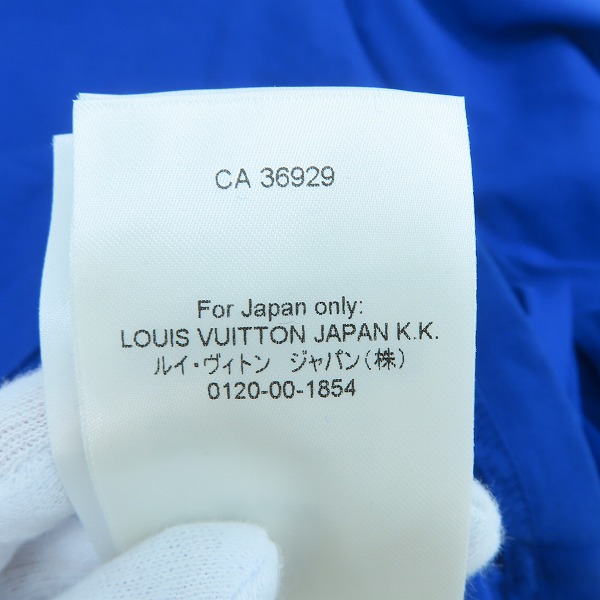 CA 36929
For Japan only:
LOUIS VUITTON JAPAN K.K.
ルイ・ヴィトン　ジャパン(株)
0120-00-1854